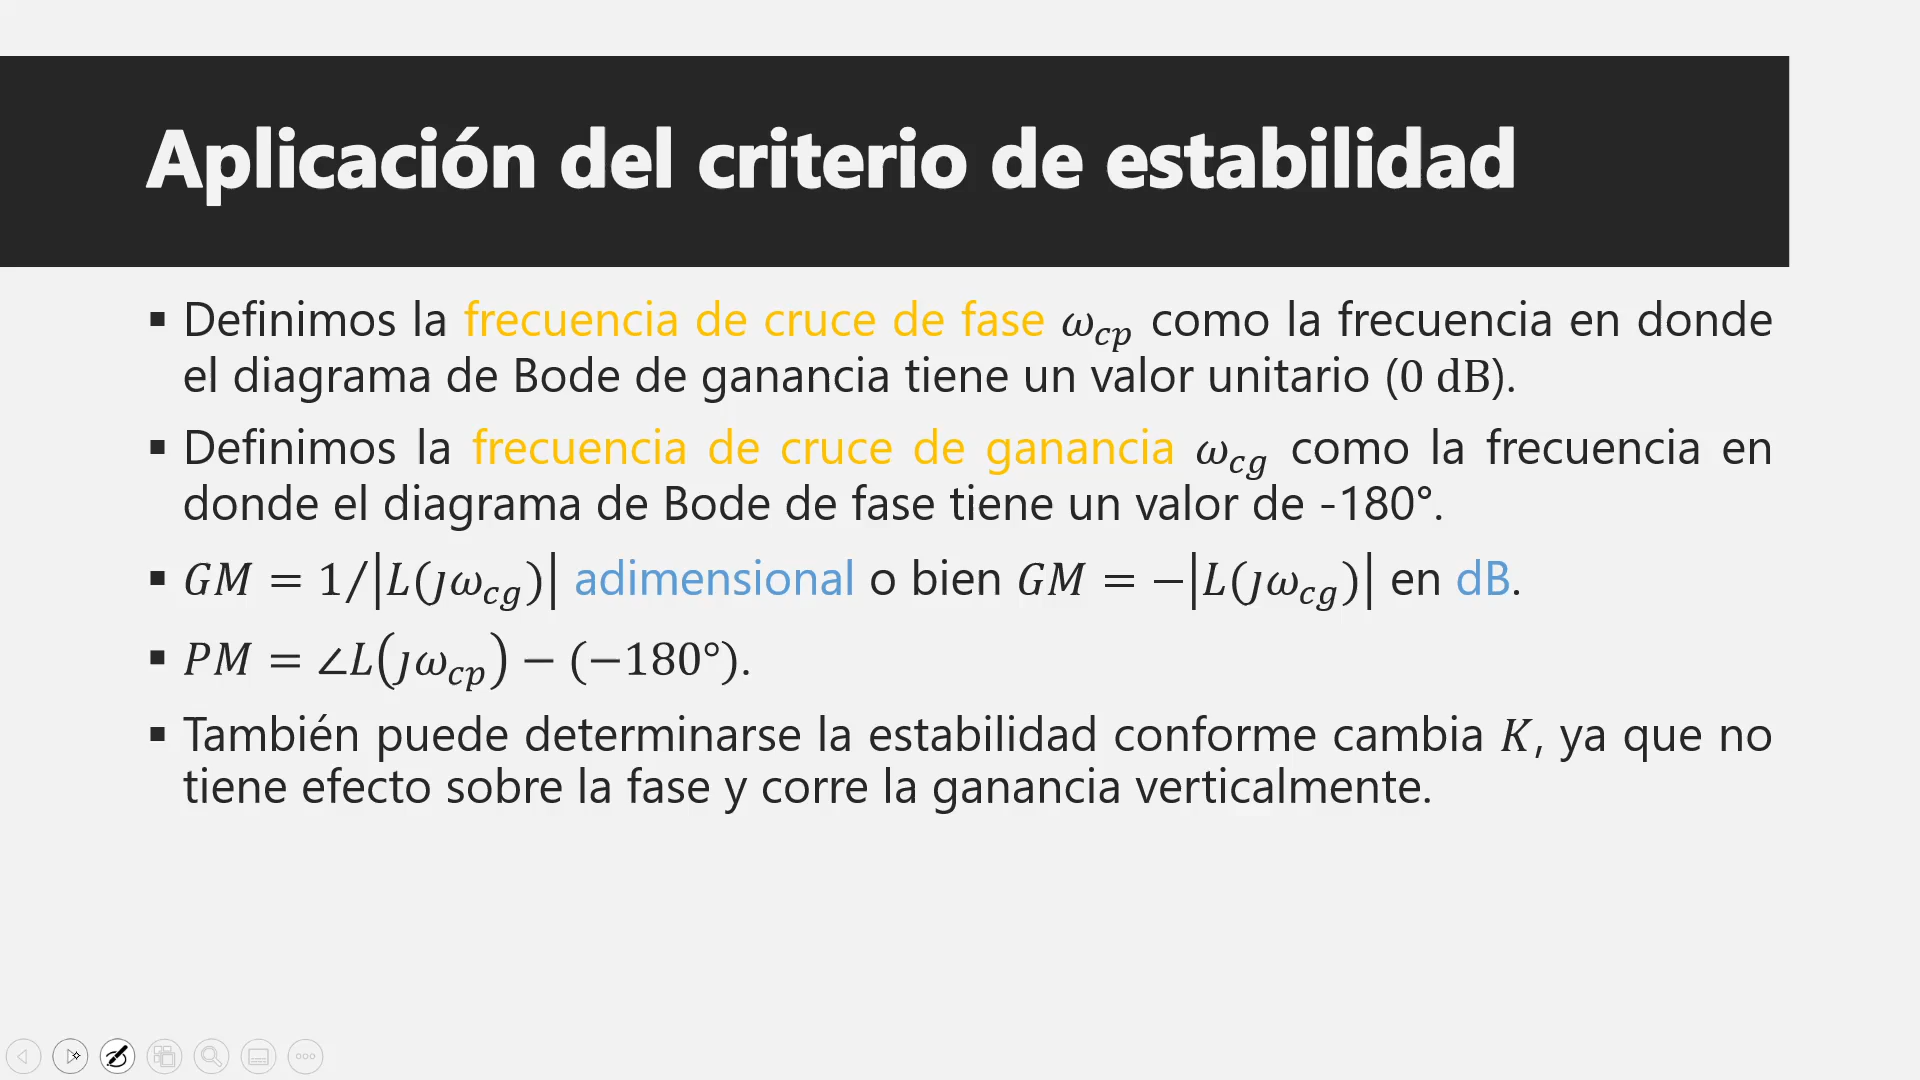 Aplicación del criterio de estabilidad
▪ Definimos la frecuencia de cruce de fase 𝜔𝑐𝑝 como la frecuencia en donde
el diagrama de Bode de ganancia tiene un valor unitario (0 dB).
▪ Definimos la frecuencia de cruce de ganancia 𝜔𝑐𝑔 como la frecuencia en
donde el diagrama de Bode de fase tiene un valor de -180°.
▪ 𝐺𝑀 = 1/|𝐿(𝚥𝜔𝑐𝑔)| adimensional o bien 𝐺𝑀 = −|𝐿(𝚥𝜔𝑐𝑔)| en dB.
▪ 𝑃𝑀 = ∠𝐿(𝚥𝜔𝑐𝑝) − (−180°).
▪ También puede determinarse la estabilidad conforme cambia 𝐾, ya que no
tiene efecto sobre la fase y corre la ganancia verticalmente.